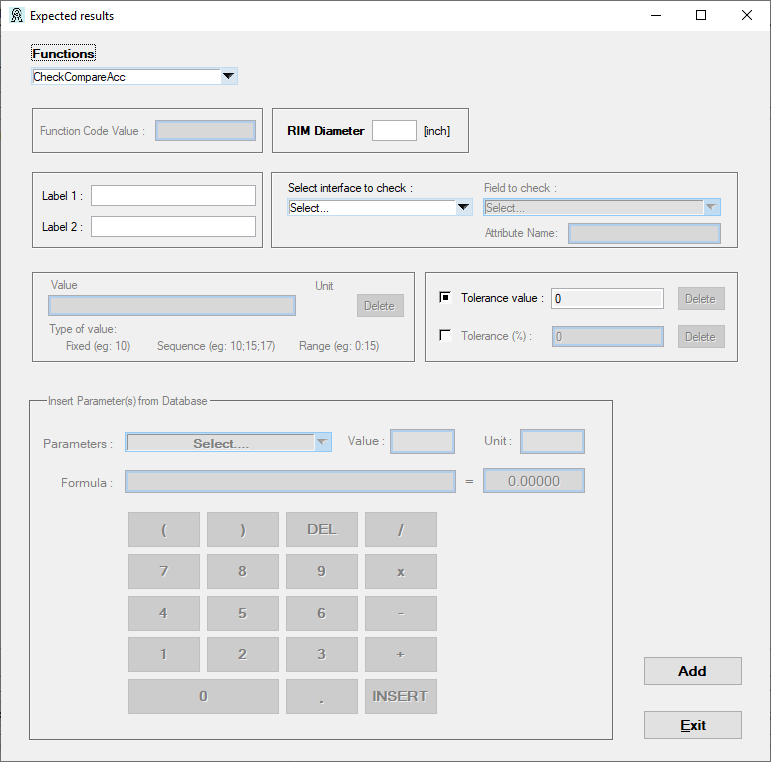 Expected results
Functions
CheckCompareAcc
Function Code Value :
RIM Diameter [inch]
Label 1 :
Label 2 :
Select interface to check :
Select...
Field to check :
Select...
Attribute Name:
Value Unit
Delete
Type of value:
Fixed (eg: 10) Sequence (eg: 10;15;17) Range (eg: 0:15)
Tolerance value : 0 Delete
Tolerance (%) : 0 Delete
Insert Parameter(s) from Database
Parameters : Select.... Value : Unit :
Formula : = 0.00000
( ) DEL /
7 8 9 x
4 5 6 -
1 2 3 +
0 . INSERT
Add
Exit